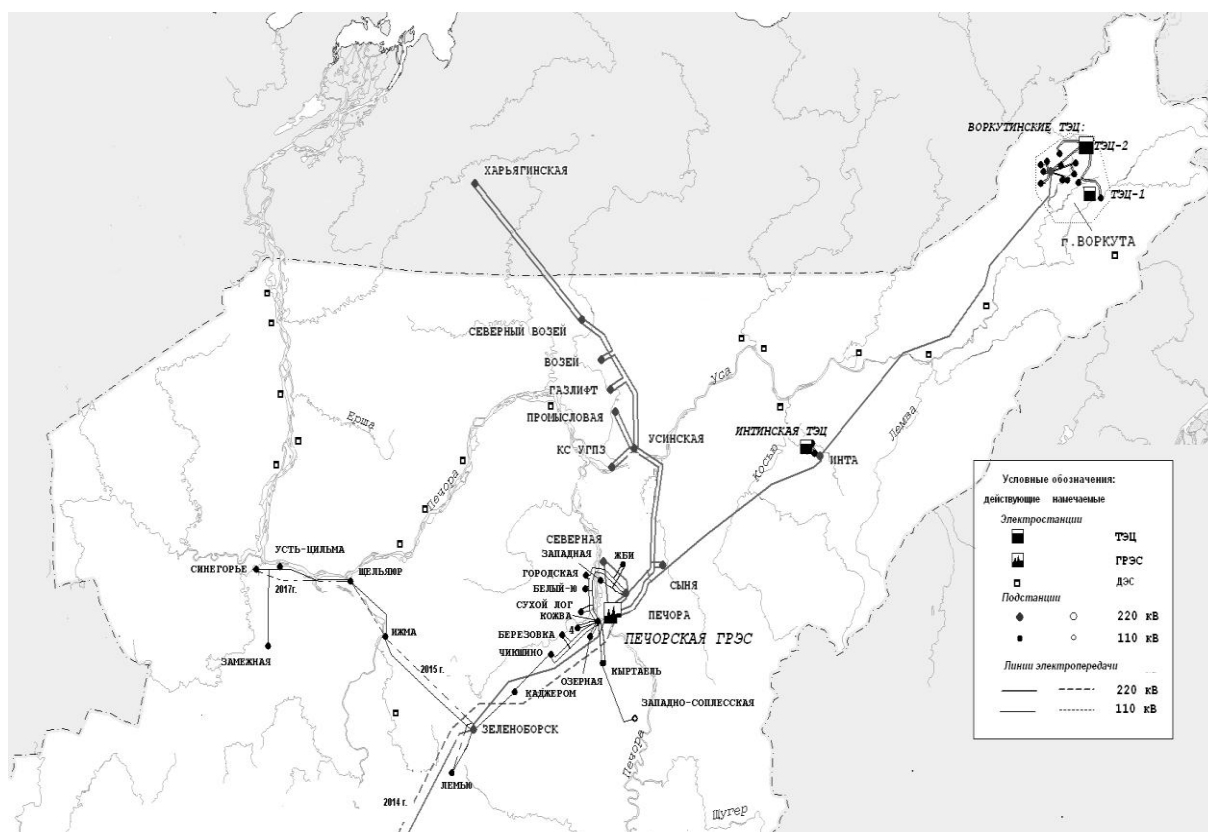 ВОРКУТИНСКИЕ ТЭЦ:
ТЭЦ-2
ТЭЦ-1
г.ВОРКУТА
ХАРЬЯГИНСКАЯ
СЕВЕРНЫЙ ВОЗЕЙ
ВОЗЕЙ
ГАЗЛИФТ
ПРОМЫСЛОВАЯ
КС УГПЗ
УСИНСКАЯ
Уса
Ерша
Печора
ИНТИНСКАЯ ТЭЦ
ИНТА
Косью
Лемва
СЕВЕРНАЯ
ЗАПАДНАЯ
ЖБИ
ГОРОДСКАЯ
БЕЛЫЙ-Ю
СЫНЯ
СУХОЙ ЛОГ
КОЖВА
4
ПЕЧОРА
ПЕЧОРСКАЯ ГРЭС
БЕРЕЗОВКА
ЧИКШИНО
ОЗЕРНАЯ
КЫРТАЕЛЬ
КАДЖЕРОМ
ЗАПАДНО-СОПЛЕССКАЯ
УСТЬ-ЦИЛЬМА
СИНЕГОРЬЕ
ЩЕЛЬЯЮР
2017г.
ИЖМА
ЗАМЕЖНАЯ
2015 г.
ЗЕЛЕНОБОРСК
ЛЕМЬЮ
2014 г.
Печора
Щугер
Условные обозначения:
действующие намечаемые
Электростанции
ТЭЦ
ГРЭС
ДЭС
Подстанции
220 кВ
110 кВ
Линии электропередачи
220 кВ
110 кВ